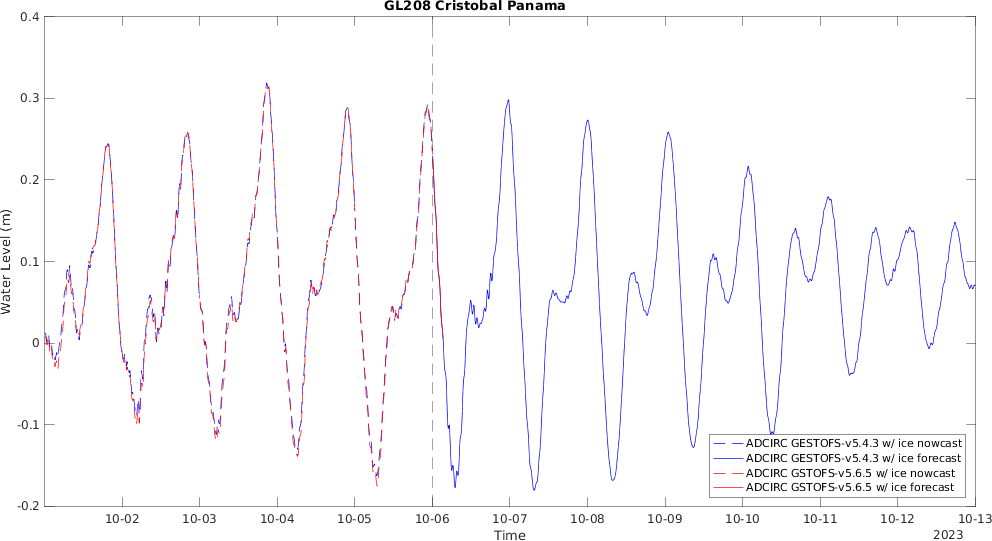 GL208 Cristobal Panama
0.4
0.3
0.2
0.1
0
-0.1
-0.2
Water Level (m)
10-02 10-03 10-04 10-05 10-06 10-07 10-08 10-09 10-10 10-11 10-12 10-13
Time
2023
ADCIRC GESTOFS-v5.4.3 w/ ice nowcast
ADCIRC GESTOFS-v5.4.3 w/ ice forecast
ADCIRC GSTOFS-v5.6.5 w/ ice nowcast
ADCIRC GSTOFS-v5.6.5 w/ ice forecast